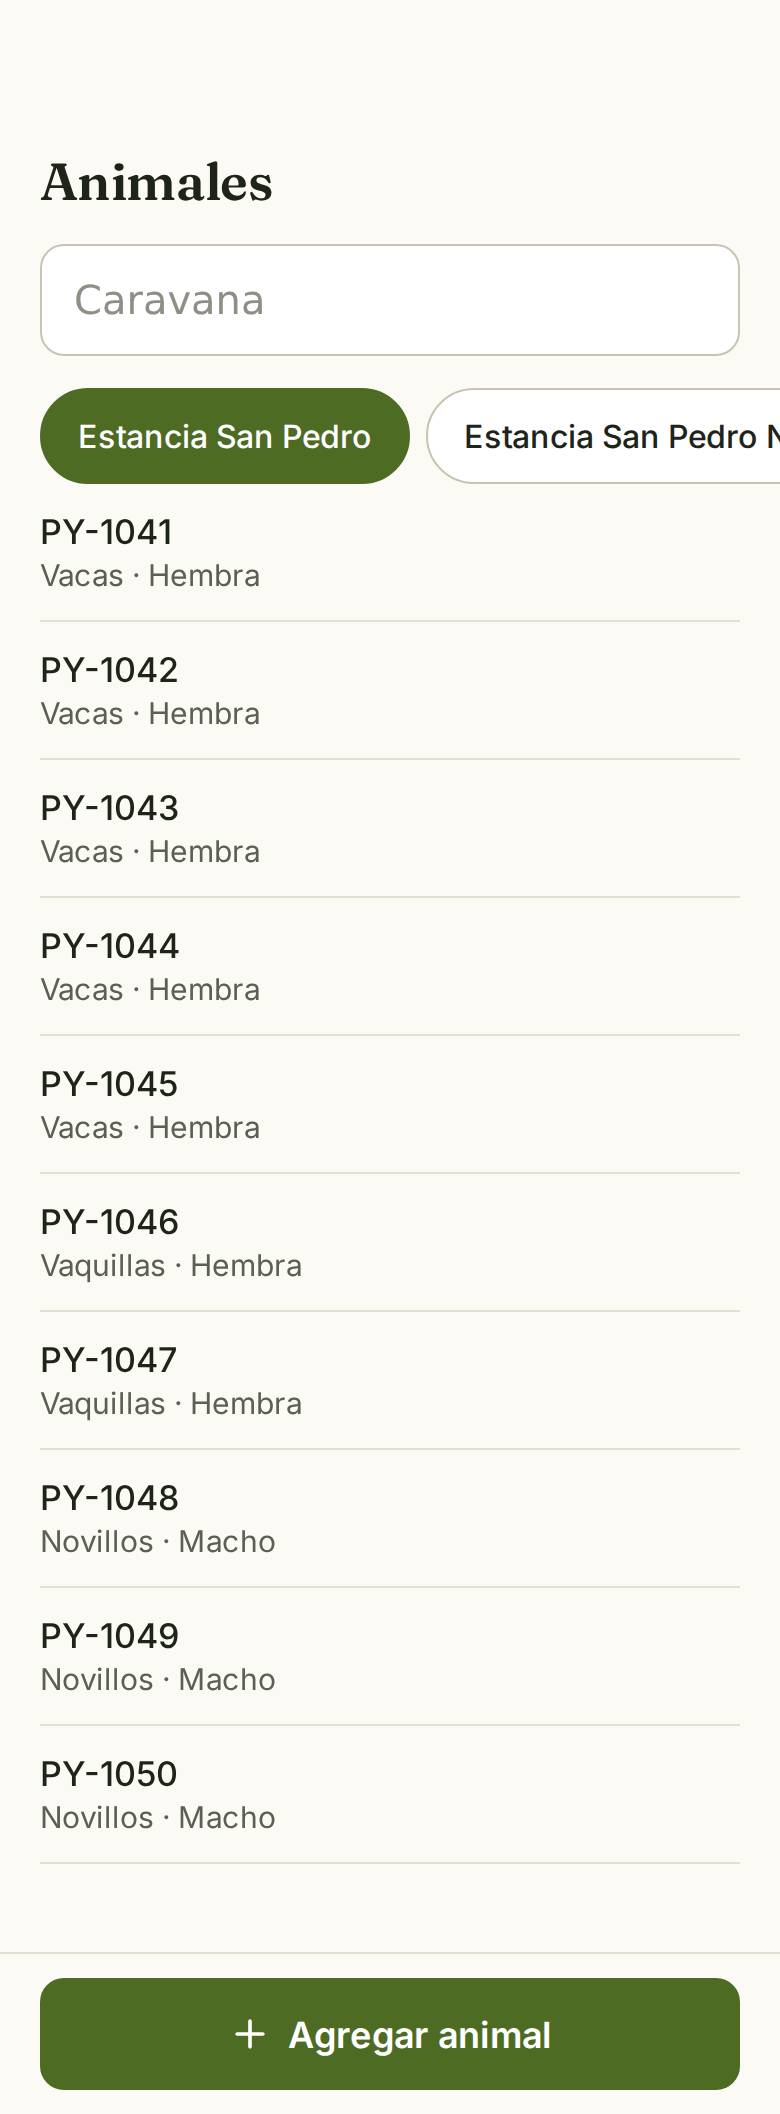 Animales
Caravana
Estancia San Pedro
Estancia San Pedro N
PY-1041
Vacas · Hembra
PY-1042
Vacas · Hembra
PY-1043
Vacas · Hembra
PY-1044
Vacas · Hembra
PY-1045
Vacas · Hembra
PY-1046
Vaquillas · Hembra
PY-1047
Vaquillas · Hembra
PY-1048
Novillos · Macho
PY-1049
Novillos · Macho
PY-1050
Novillos · Macho
+ Agregar animal